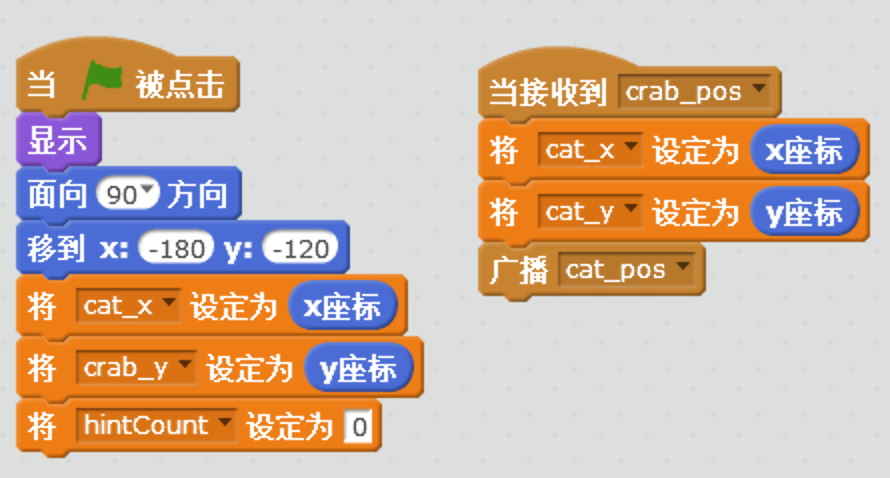 当 被点击
显示
面向 90 方向
移到 x: -180 y: -120
将 cat_x 设定为 x座标
将 crab_y 设定为 y座标
将 hintCount 设定为 0
当接收到 crab_pos
将 cat_x 设定为 x座标
将 cat_y 设定为 y座标
广播 cat_pos